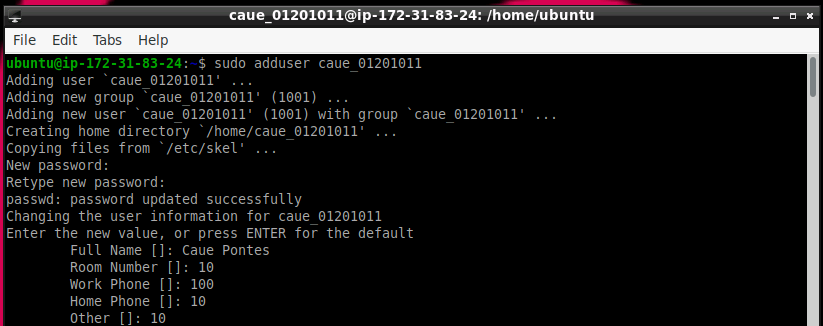 caue_01201011@ip-172-31-83-24: /home/ubuntu
File Edit Tabs Help
ubuntu@ip-172-31-83-24:~$ sudo adduser caue_01201011
Adding user `caue_01201011' ...
Adding new group `caue_01201011' (1001) ...
Adding new user `caue_01201011' (1001) with group `caue_01201011' ...
Creating home directory `/home/caue_01201011' ...
Copying files from `/etc/skel' ...
New password:
Retype new password:
passwd: password updated successfully
Changing the user information for caue_01201011
Enter the new value, or press ENTER for the default
Full Name []: Caue Pontes
Room Number []: 10
Work Phone []: 100
Home Phone []: 10
Other []: 10